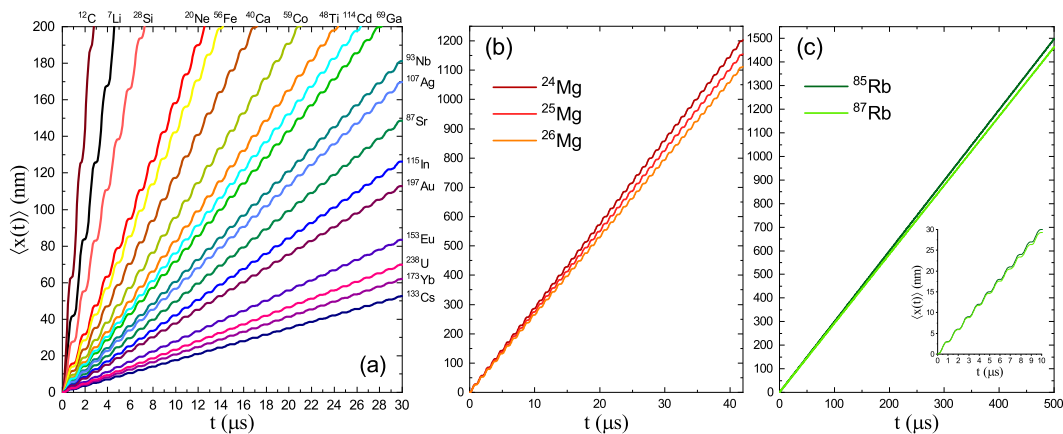 ¹²C ⁷Li ²⁸Si ²⁰Ne ⁵⁶Fe ⁴⁰Ca ⁵⁹Co ⁴⁸Ti ¹¹⁴Cd ⁶⁹Ga
⁹³Nb
¹⁰⁷Ag
⁸⁷Sr
¹¹⁵In
¹⁹⁷Au
¹⁵³Eu
²³⁸U
¹⁷³Yb
¹³³Cs
200
180
160
140
120
100
80
60
40
20
0
⟨x(t)⟩ (nm)
(a)
0 2 4 6 8 10 12 14 16 18 20 22 24 26 28 30
t (μs)
(b)
²⁴Mg
²⁵Mg
²⁶Mg
1200
1100
1000
900
800
700
600
500
400
300
200
100
0
0 10 20 30 40
t (μs)
(c)
⁸⁵Rb
⁸⁷Rb
1500
1400
1300
1200
1100
1000
900
800
700
600
500
400
300
200
100
0
0 100 200 300 400 500
t (μs)
30
25
20
15
10
5
0
⟨x(t)⟩ (nm)
0 1 2 3 4 5 6 7 8 9 10
t (μs)